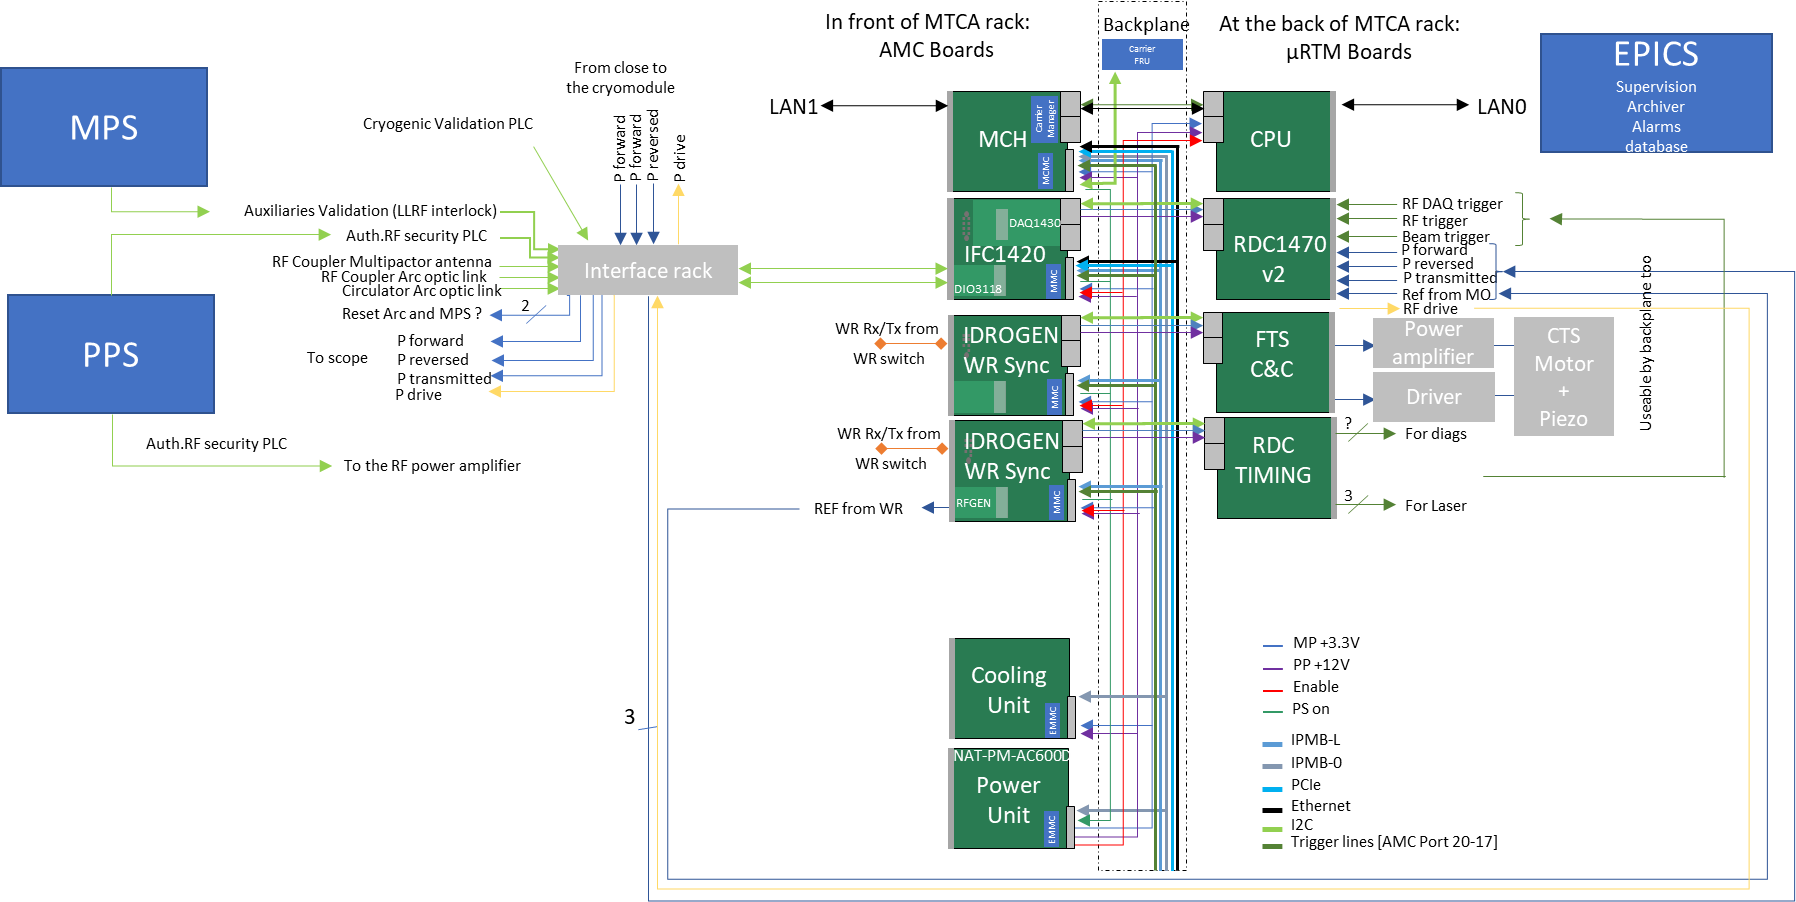 In front of MTCA rack:
AMC Boards
Backplane
Carrier
FRU
At the back of MTCA rack:
µRTM Boards
EPICS
Supervision
Archiver
Alarms
database
MPS
PPS
From close to
the cryomodule
Cryogenic Validation PLC
P forward
P forward
P reversed
P drive
Auxiliaries Validation (LLRF interlock)
Auth.RF security PLC
RF Coupler Multipactor antenna
RF Coupler Arc optic link
Circulator Arc optic link
Reset Arc and MPS ?
2
Interface rack
To scope
P forward
P reversed
P transmitted
P drive
Auth.RF security PLC
To the RF power amplifier
LAN1
MCH
Carrier
Manager
MCMC
CPU
LAN0
DAQ1430
IFC1420
DIO3118
MMC
RDC1470
v2
RF DAQ trigger
RF trigger
Beam trigger
P forward
P reversed
P transmitted
Ref from MO
RF drive
WR Rx/Tx from
WR switch
IDROGEN
WR Sync
MMC
FTS
C&C
Power
amplifier
Driver
CTS
Motor
+
Piezo
Useable by backplane too
WR Rx/Tx from
WR switch
IDROGEN
WR Sync
RFGEN
MMC
RDC
TIMING
?
For diags
3
For Laser
REF from WR
3
Cooling
Unit
EMMC
NAT-PM-AC600D
Power
Unit
EMMC
MP +3.3V
PP +12V
Enable
PS on
IPMB-L
IPMB-0
PCIe
Ethernet
I2C
Trigger lines [AMC Port 20-17]